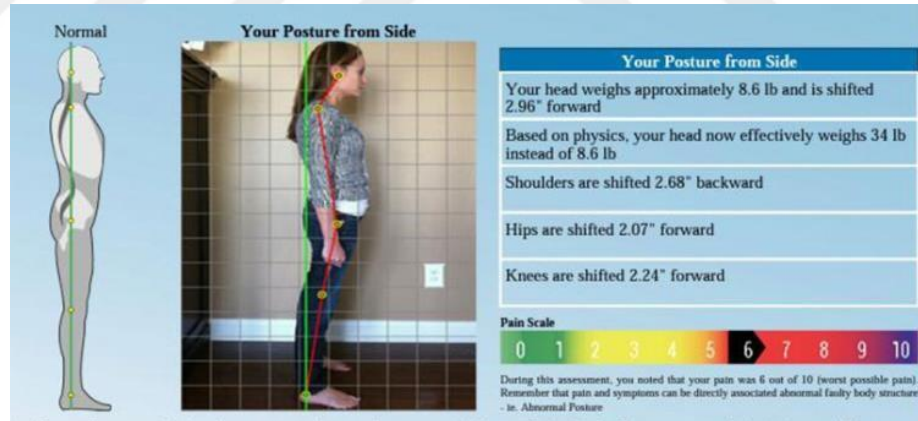 Normal
Your Posture from Side
Your Posture from Side
Your head weighs approximately 8.6 lb and is shifted
2.96" forward
Based on physics, your head now effectively weighs 34 lb
instead of 8.6 lb
Shoulders are shifted 2.68" backward
Hips are shifted 2.07" forward
Knees are shifted 2.24" forward
Pain Scale
0 1 2 3 4 5 6 7 8 9 10
During this assessment, you noted that your pain was 6 out of 10 (worst possible pain).
Remember that pain and symptoms can be directly associated abnormal faulty body structure
- ie. Abnormal Posture